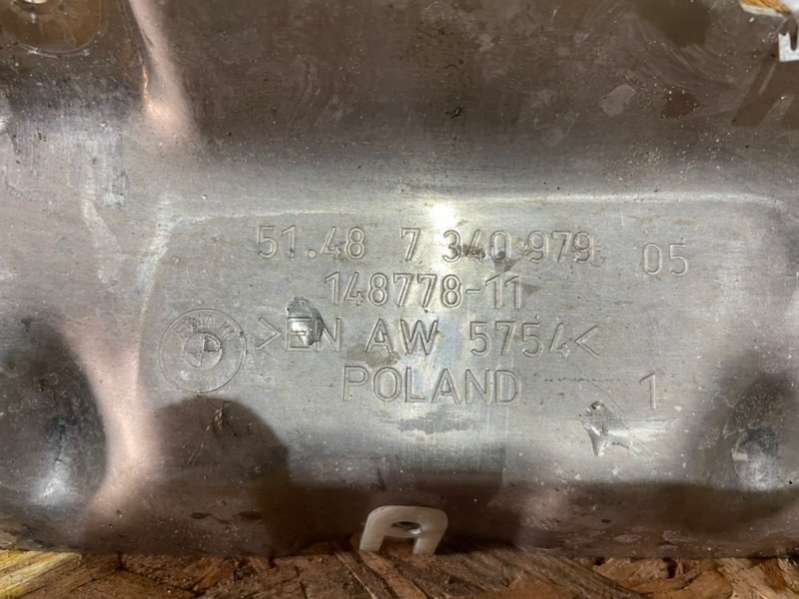 51.48 7 340 979 05
148778-11
>EN AW 5754<
POLAND 1